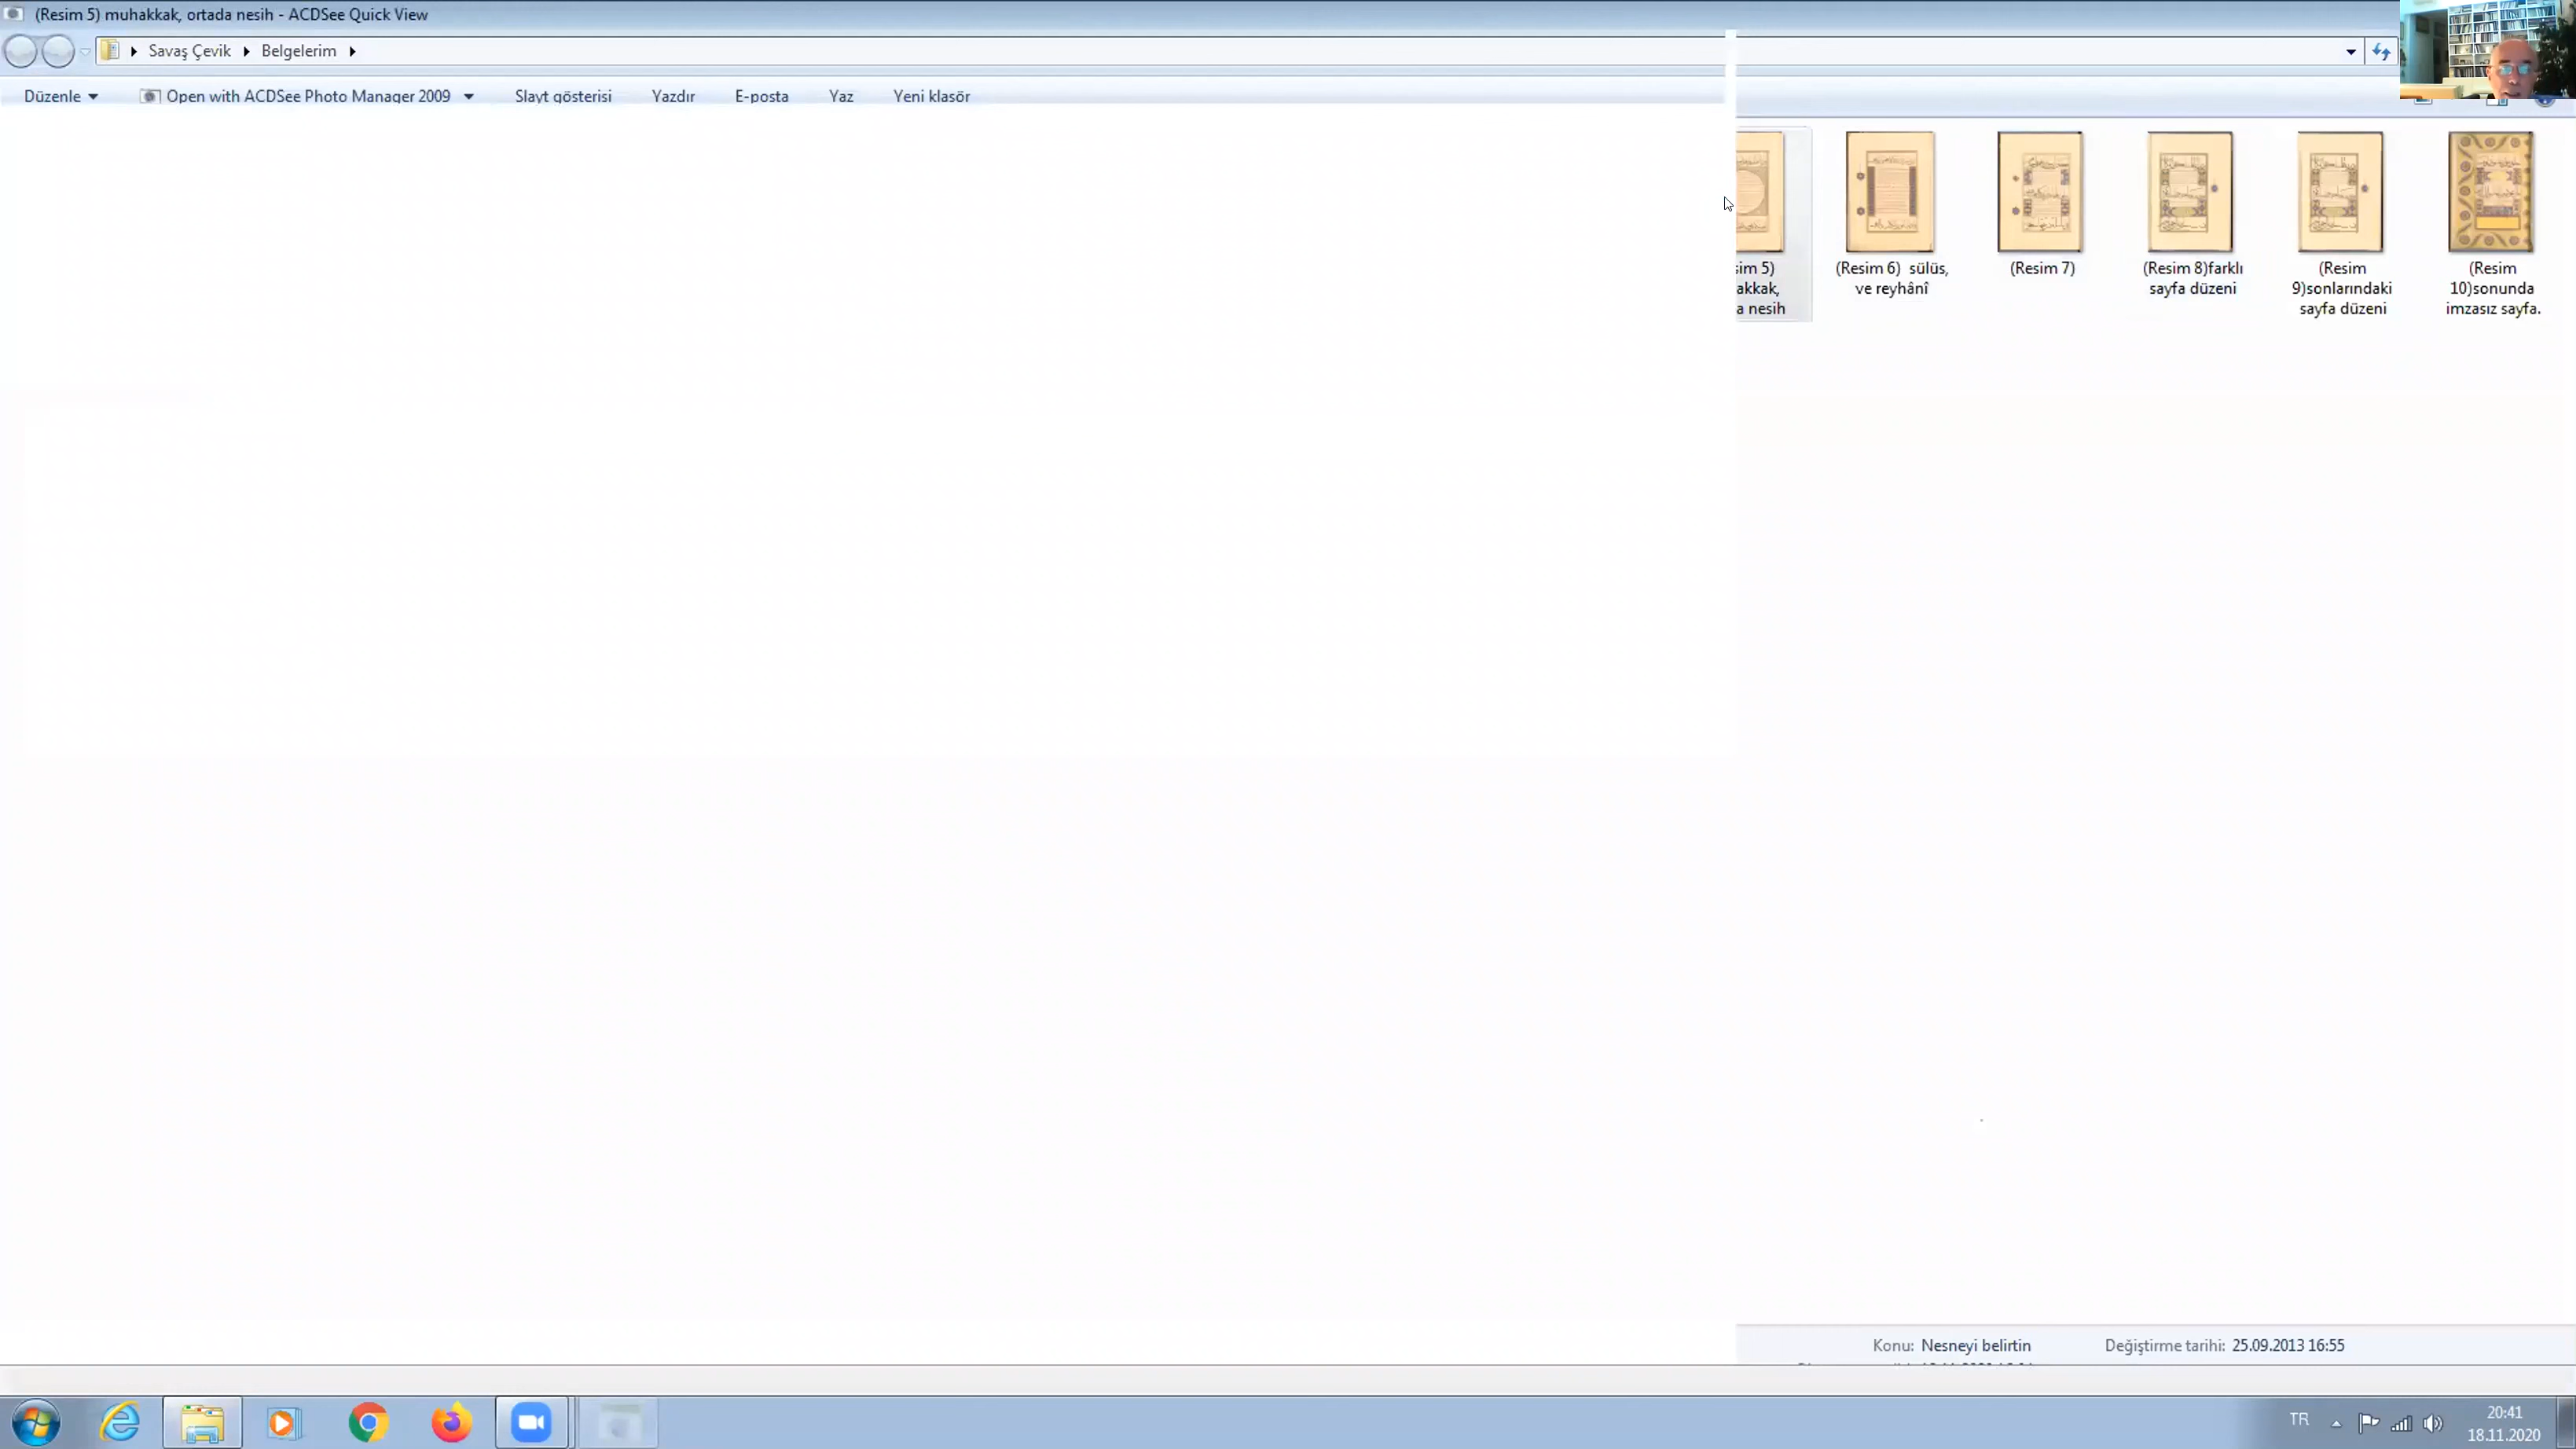 (Resim 5) muhakkak, ortada nesih - ACDSee Quick View
Savaş Çevik Belgelerim
Düzenle Open with ACDSee Photo Manager 2009 Slayt gösterisi Yazdır E-posta Yaz Yeni klasör
sim 5)
akkak,
a nesih
(Resim 6) sülüs,
ve reyhânî
(Resim 7)
(Resim 8)farklı
sayfa düzeni
(Resim
9)sonlarındaki
sayfa düzeni
(Resim
10)sonunda
imzasız sayfa.
Konu: Nesneyi belirtin Değiştirme tarihi: 25.09.2013 16:55
TR
20:41
18.11.2020